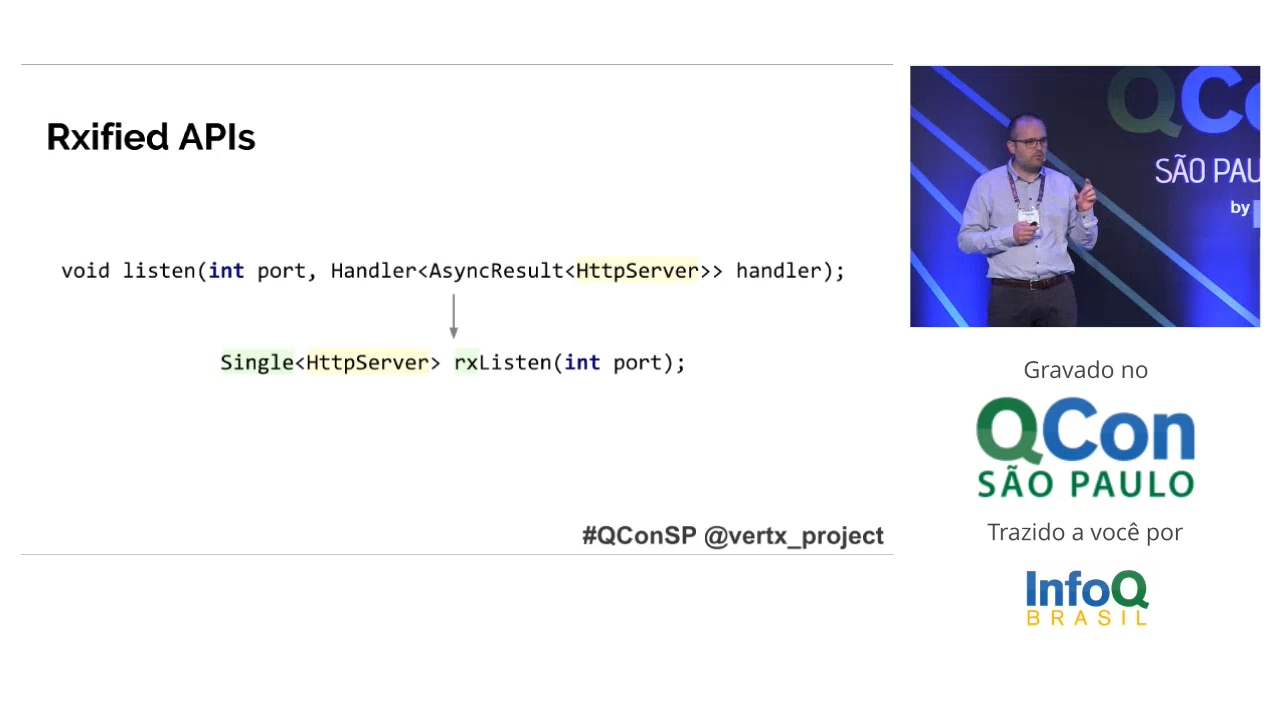 Rxified APIs
void listen(int port, Handler<AsyncResult<HttpServer>> handler);
Single<HttpServer> rxListen(int port);
#QConSP @vertx_project
QCo
SÃO PAU
by
Gravado no
QCon
SÃO PAULO
Trazido a você por
InfoQ
BRASIL